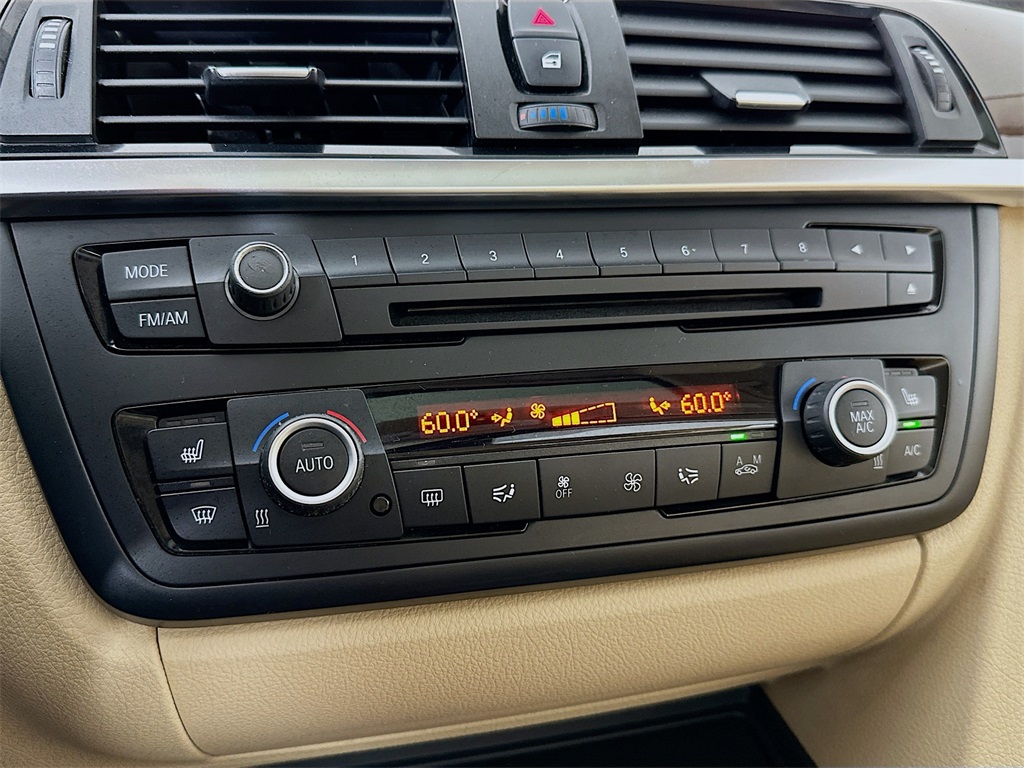 MODE
1 2 3 4 5 6 7 8
FM/AM
60.0° 60.0°
AUTO
MAX
A/C
A M
OFF
A/C